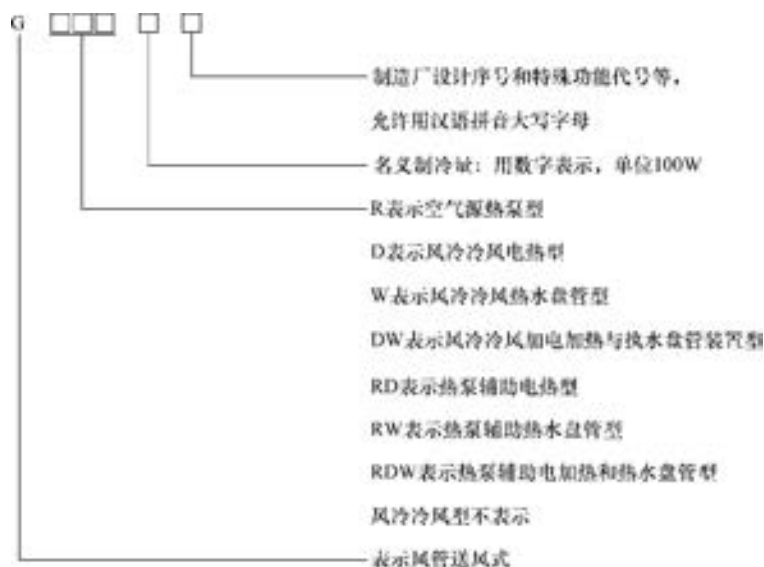 G □□□ □ □
制造厂设计序号和特殊功能代号等，
允许用汉语拼音大写字母
名义制冷量：用数字表示，单位100W
R表示空气源热泵型
D表示风冷冷风电热型
W表示风冷冷风热水盘管型
DW表示风冷冷风加电加热与热水盘管装置型
RD表示热泵辅助电热型
RW表示热泵辅助热水盘管型
RDW表示热泵辅助电加热和热水盘管型
风冷冷风型不表示
表示风管送风式